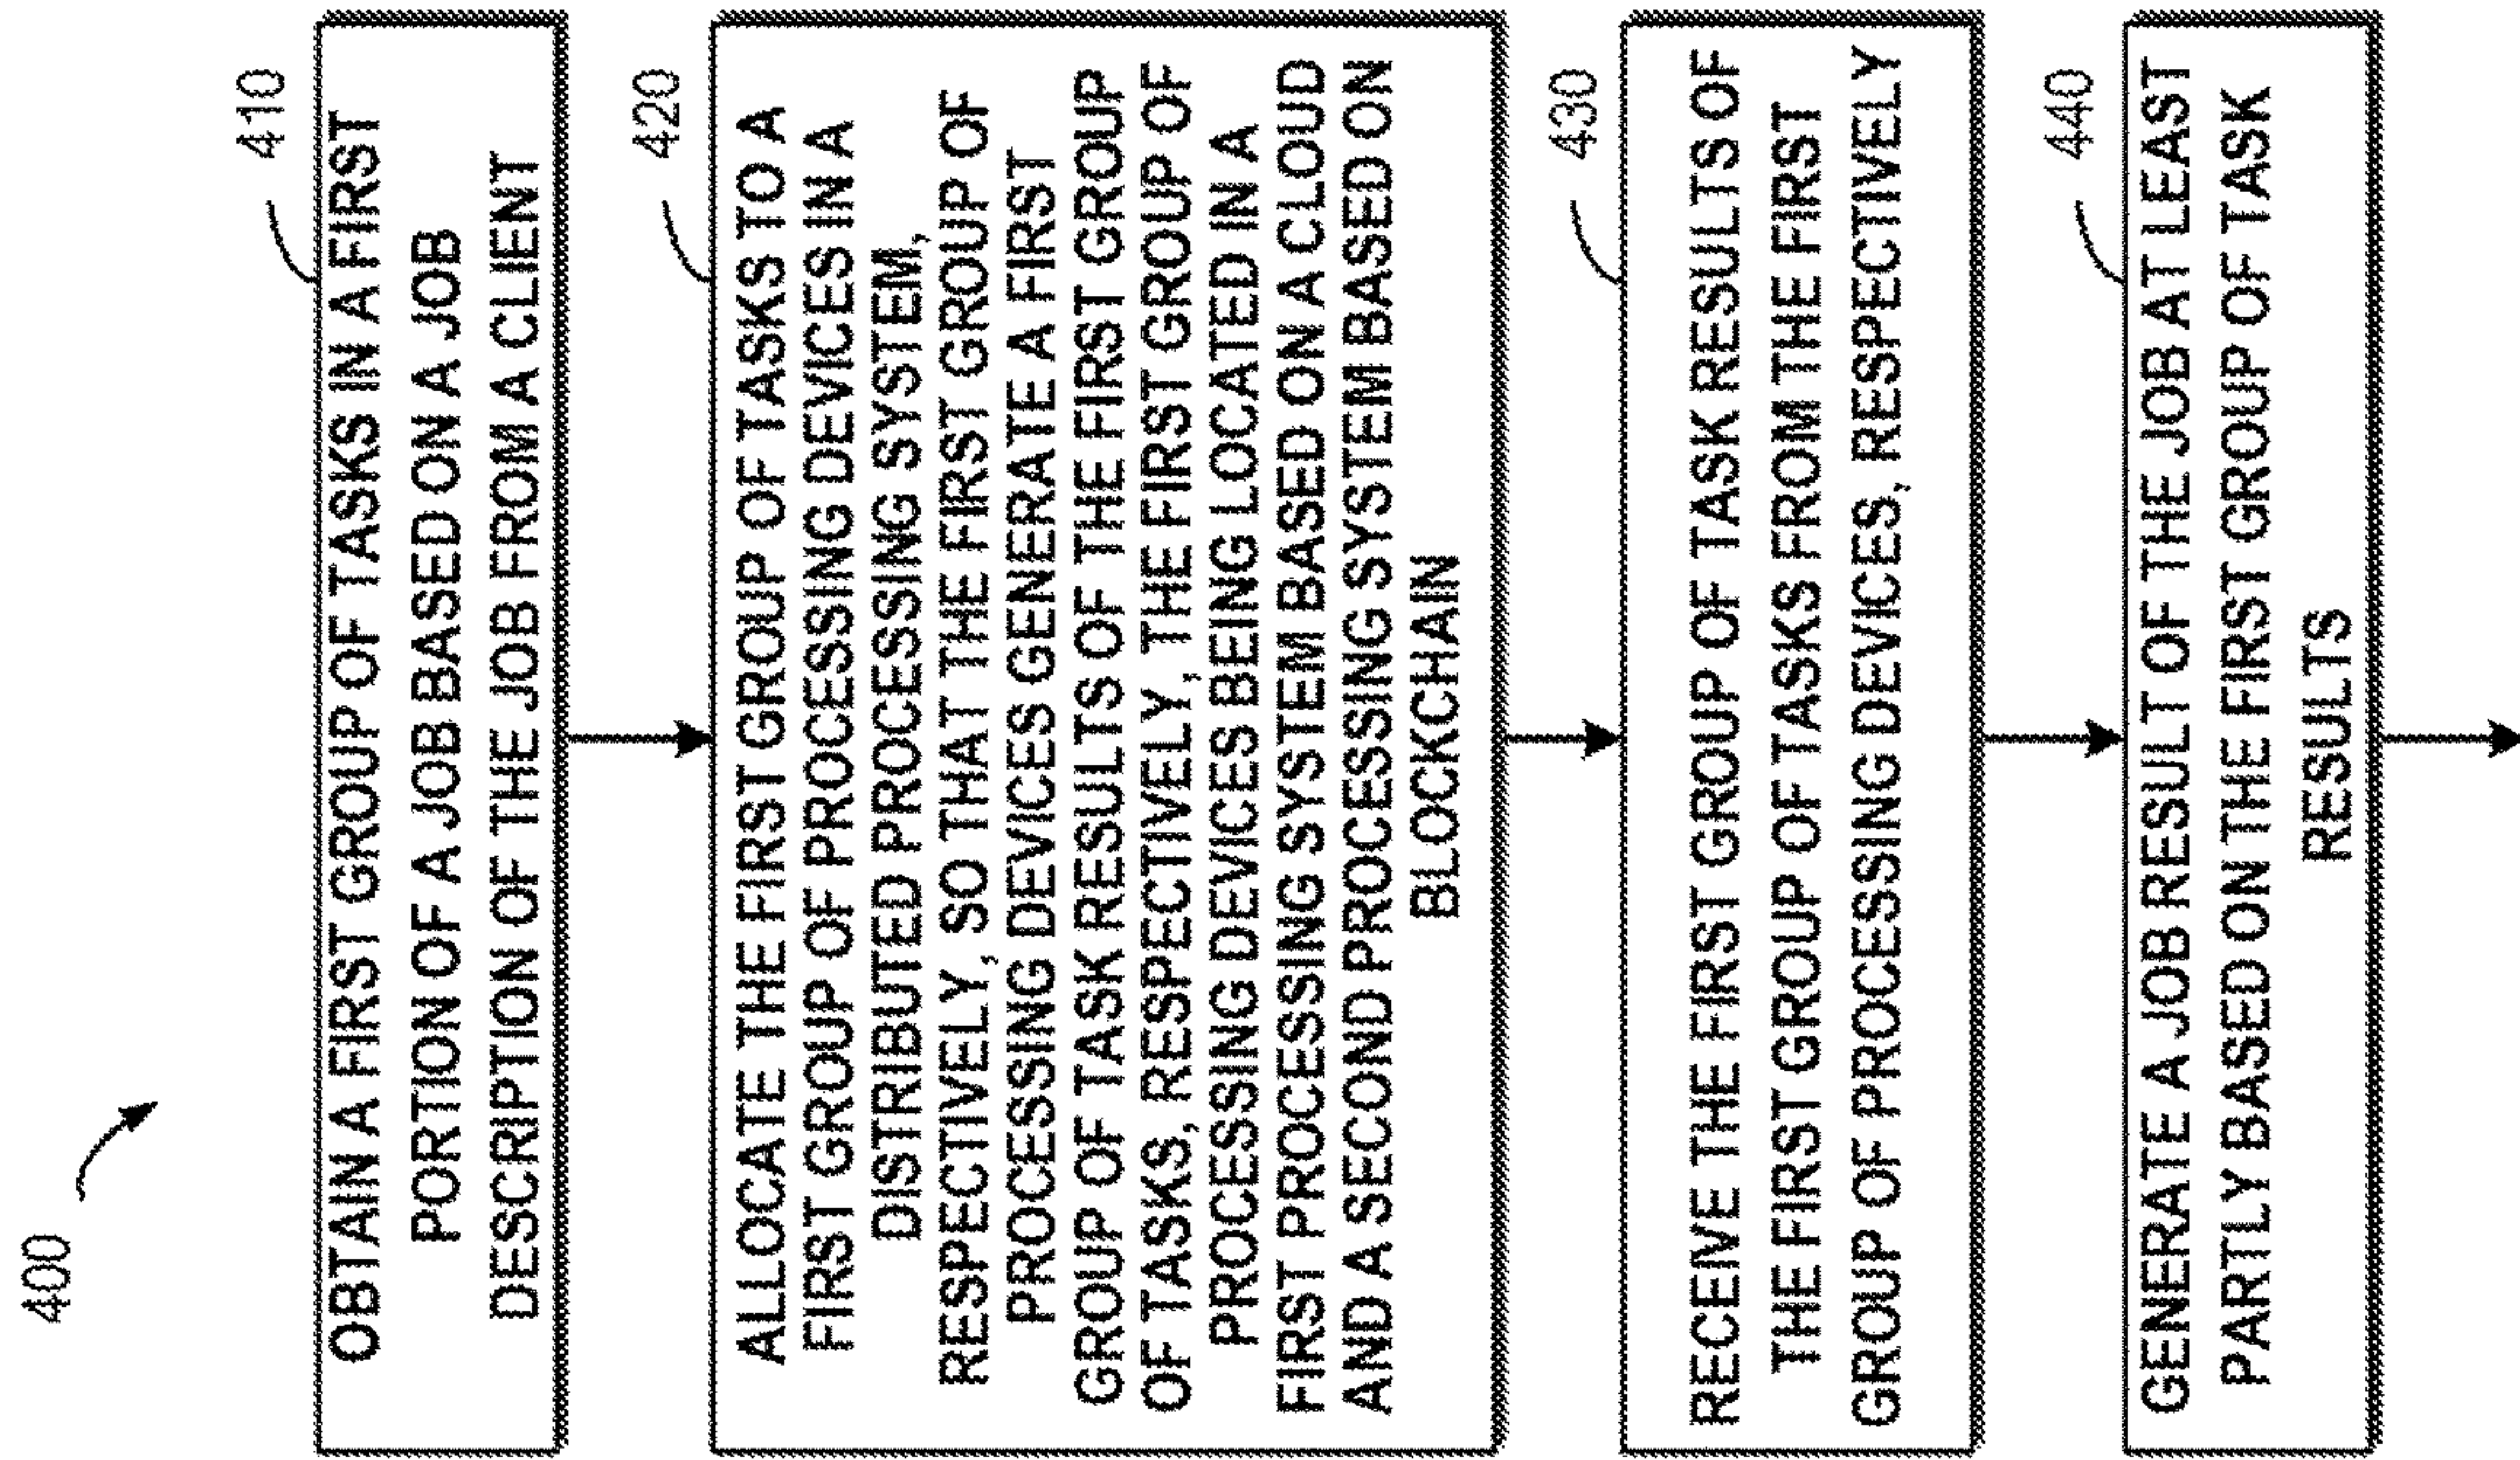 400
410
OBTAIN A FIRST GROUP OF TASKS IN A FIRST
PORTION OF A JOB BASED ON A JOB
DESCRIPTION OF THE JOB FROM A CLIENT
420
ALLOCATE THE FIRST GROUP OF TASKS TO A
FIRST GROUP OF PROCESSING DEVICES IN A
DISTRIBUTED PROCESSING SYSTEM,
RESPECTIVELY, SO THAT THE FIRST GROUP OF
PROCESSING DEVICES GENERATE A FIRST
GROUP OF TASK RESULTS OF THE FIRST GROUP
OF TASKS, RESPECTIVELY, THE FIRST GROUP OF
PROCESSING DEVICES BEING LOCATED IN A
FIRST PROCESSING SYSTEM BASED ON A CLOUD
AND A SECOND PROCESSING SYSTEM BASED ON
BLOCKCHAIN
430
RECEIVE THE FIRST GROUP OF TASK RESULTS OF
THE FIRST GROUP OF TASKS FROM THE FIRST
GROUP OF PROCESSING DEVICES, RESPECTIVELY
440
GENERATE A JOB RESULT OF THE JOB AT LEAST
PARTLY BASED ON THE FIRST GROUP OF TASK
RESULTS